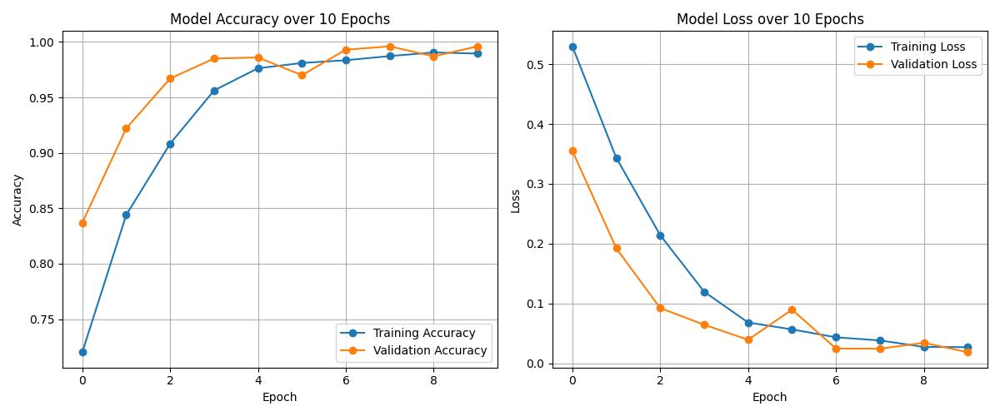 Model Accuracy over 10 Epochs
1.00
0.95
0.90
0.85
0.80
0.75
Accuracy
0 2 4 6 8
Epoch
Training Accuracy
Validation Accuracy
Model Loss over 10 Epochs
0.5
0.4
0.3
0.2
0.1
0.0
Loss
0 2 4 6 8
Epoch
Training Loss
Validation Loss